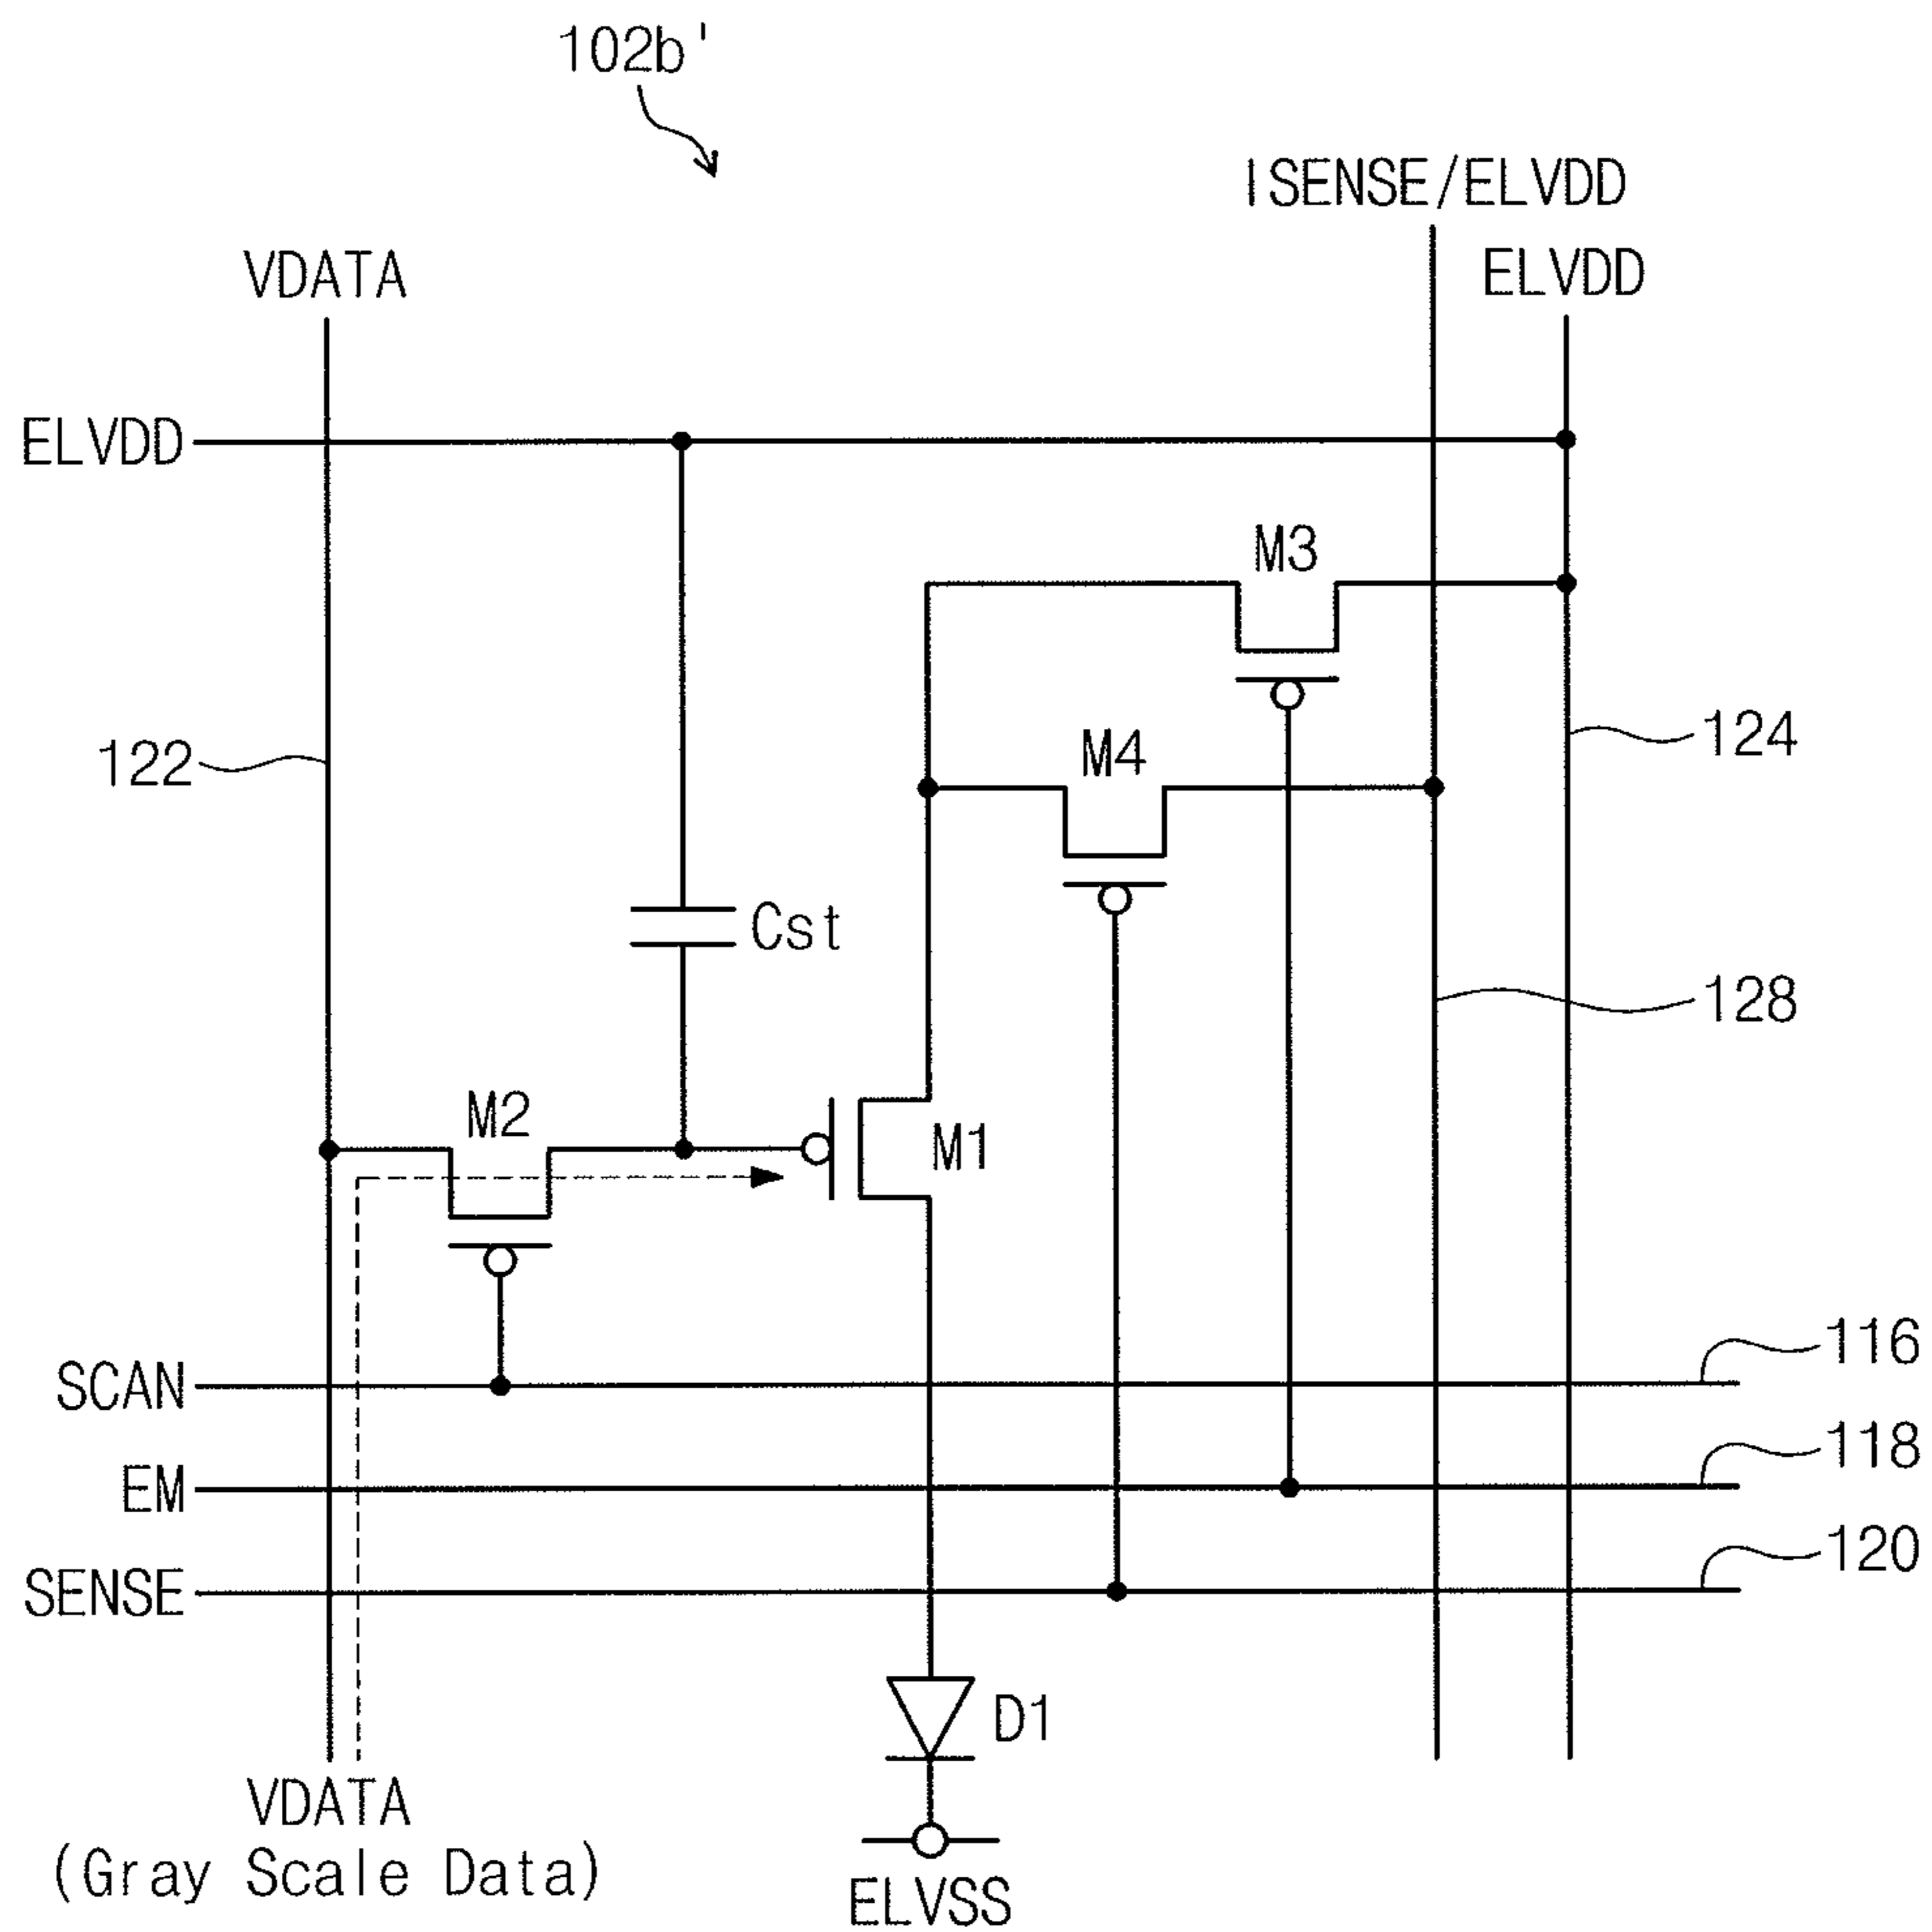 102b'
ISENSE/ELVDD
VDATA
ELVDD
ELVDD
M3
122
M4
124
Cst
128
M2
M1
SCAN
116
EM
118
SENSE
120
D1
VDATA
(Gray Scale Data)
ELVSS